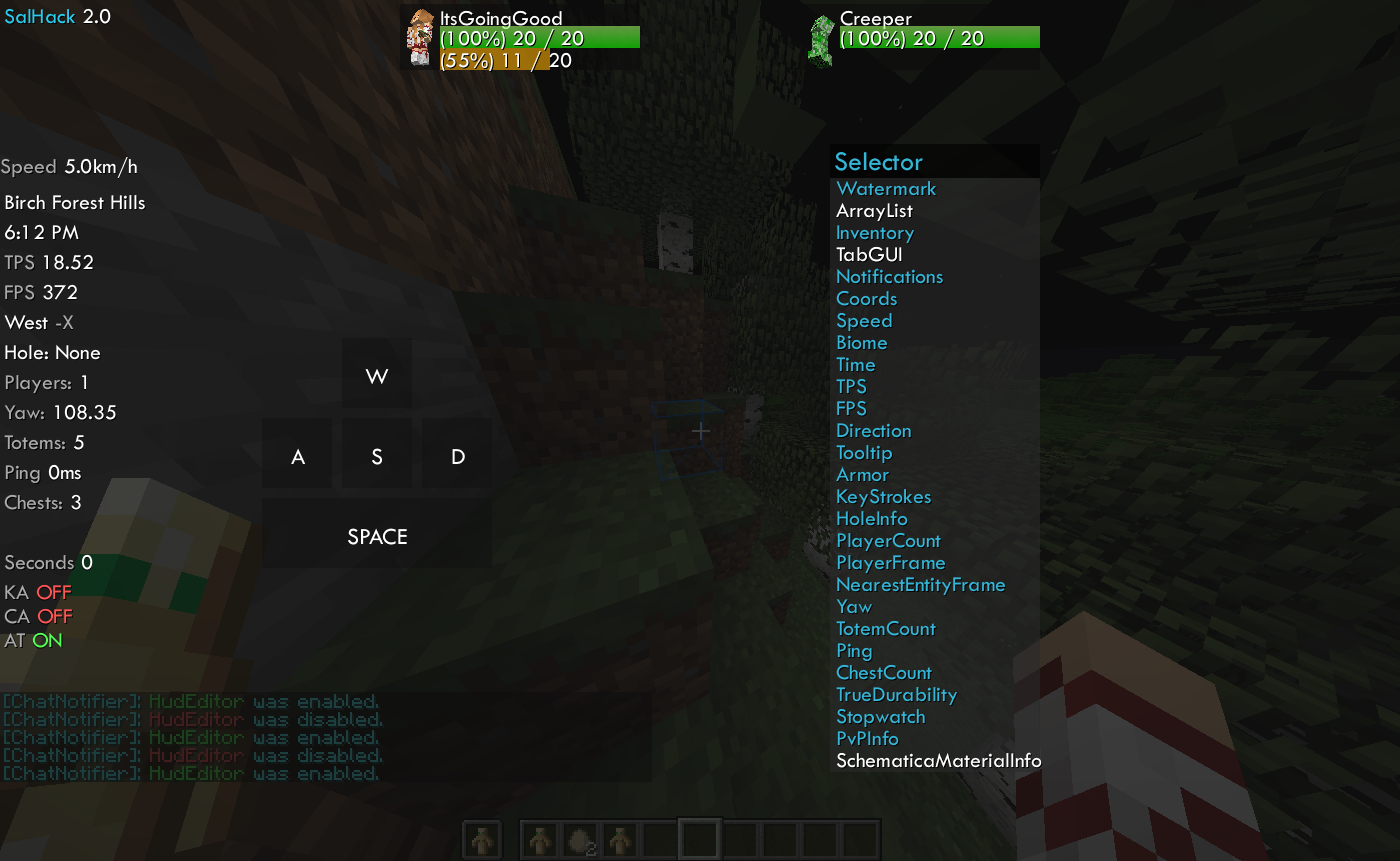 SalHack 2.0
ItsGoingGood
(100%) 20 / 20
(55%) 11 / 20
Creeper
(100%) 20 / 20
Speed 5.0km/h
Birch Forest Hills
6:12 PM
TPS 18.52
FPS 372
West -X
Hole: None
Players: 1
Yaw: 108.35
Totems: 5
Ping 0ms
Chests: 3
Seconds 0
KA OFF
CA OFF
AT ON
W
A S D
SPACE
Selector
Watermark
ArrayList
Inventory
TabGUI
Notifications
Coords
Speed
Biome
Time
TPS
FPS
Direction
Tooltip
Armor
KeyStrokes
HoleInfo
PlayerCount
PlayerFrame
NearestEntityFrame
Yaw
TotemCount
Ping
ChestCount
TrueDurability
Stopwatch
PvPInfo
SchematicaMaterialInfo
[ChatNotifier]: HudEditor was enabled.
[ChatNotifier]: HudEditor was disabled.
[ChatNotifier]: HudEditor was enabled.
[ChatNotifier]: HudEditor was disabled.
[ChatNotifier]: HudEditor was enabled.
2